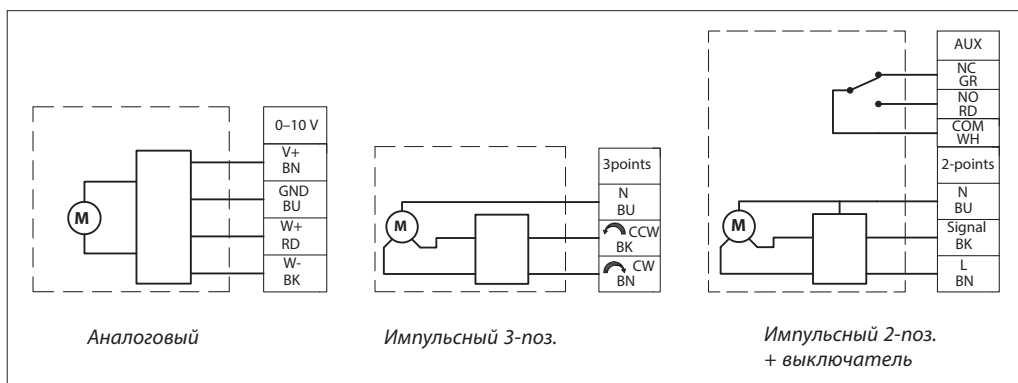 0–10 V
V+
BN
GND
BU
W+
RD
W-
BK
M
Аналоговый
3points
N
BU
CCW
BK
CW
BN
M
Импульсный 3-поз.
AUX
NC
GR
NO
RD
COM
WH
2-points
N
BU
Signal
BK
L
BN
M
Импульсный 2-поз.
+ выключатель